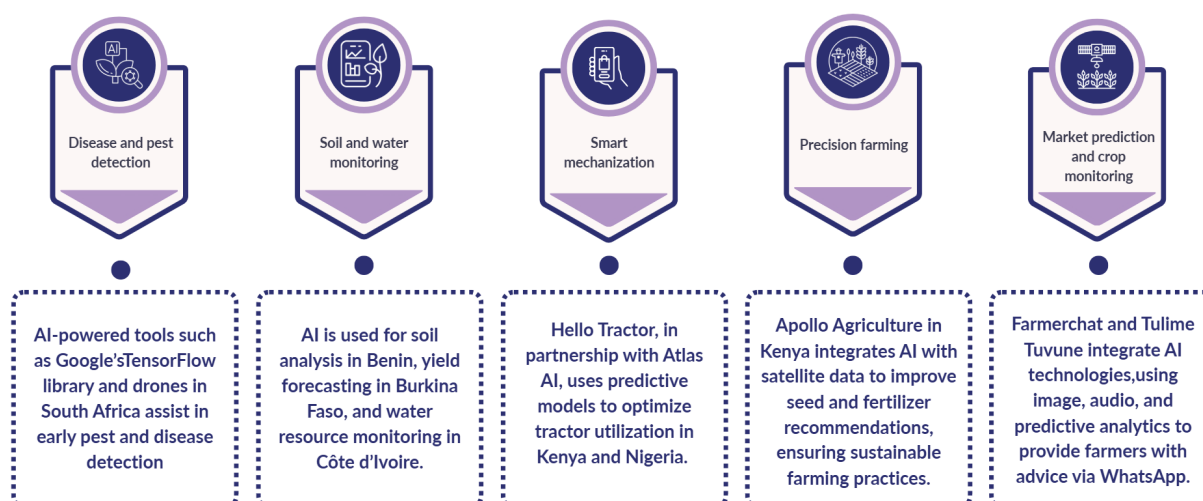 AI
Disease and pest
detection
Soil and water
monitoring
Smart
mechanization
Precision farming
Market prediction
and crop
monitoring
AI-powered tools such
as Google'sTensorFlow
library and drones in
South Africa assist in
early pest and disease
detection
AI is used for soil
analysis in Benin, yield
forecasting in Burkina
Faso, and water
resource monitoring in
Côte d'Ivoire.
Hello Tractor, in
partnership with Atlas
AI, uses predictive
models to optimize
tractor utilization in
Kenya and Nigeria.
Apollo Agriculture in
Kenya integrates AI with
satellite data to improve
seed and fertilizer
recommendations,
ensuring sustainable
farming practices.
Farmerchat and Tulime
Tuvune integrate AI
technologies,using
image, audio, and
predictive analytics to
provide farmers with
advice via WhatsApp.